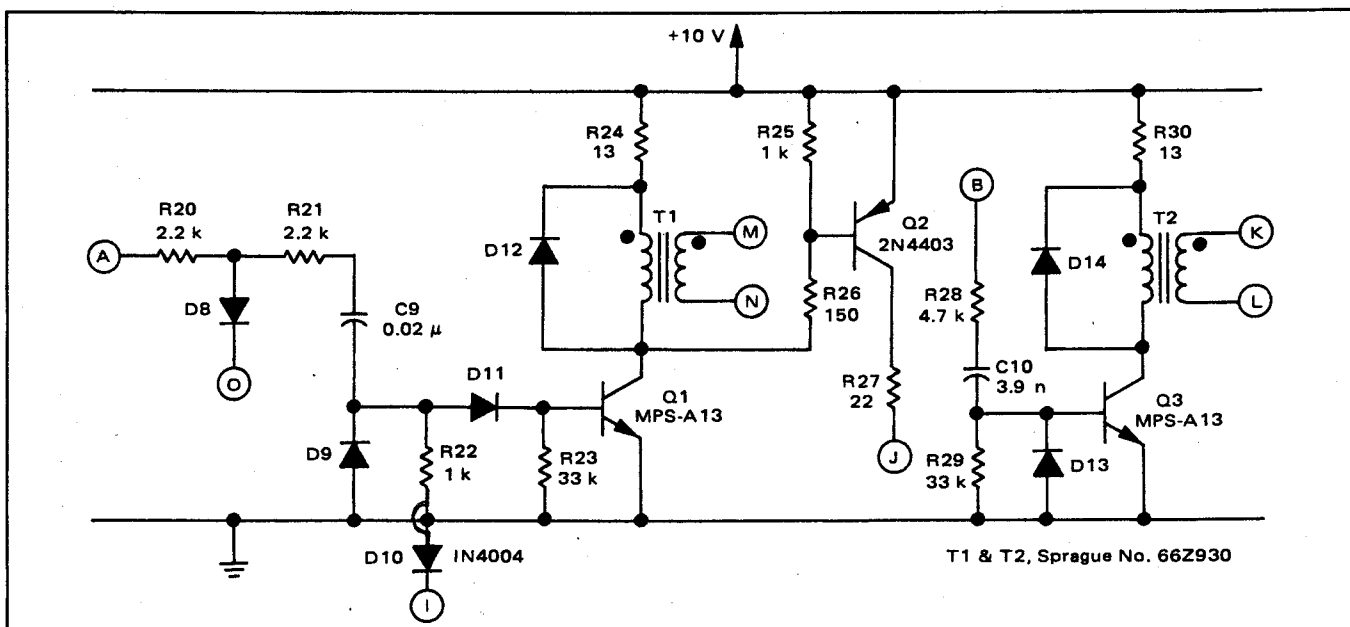 +10 V
R24
13
R25
1 k
R30
13
B
R20
2.2 k
R21
2.2 k
T1
M
Q2
2N4403
T2
K
A
D12
D14
N
R26
150
R28
4.7 k
L
D8
C9
0.02 μ
O
D11
Q1
MPS-A13
R27
22
C10
3.9 n
Q3
MPS-A13
D9
R22
1 k
R23
33 k
J
R29
33 k
D13
D10
IN4004
T1 & T2, Sprague No. 66Z930
I